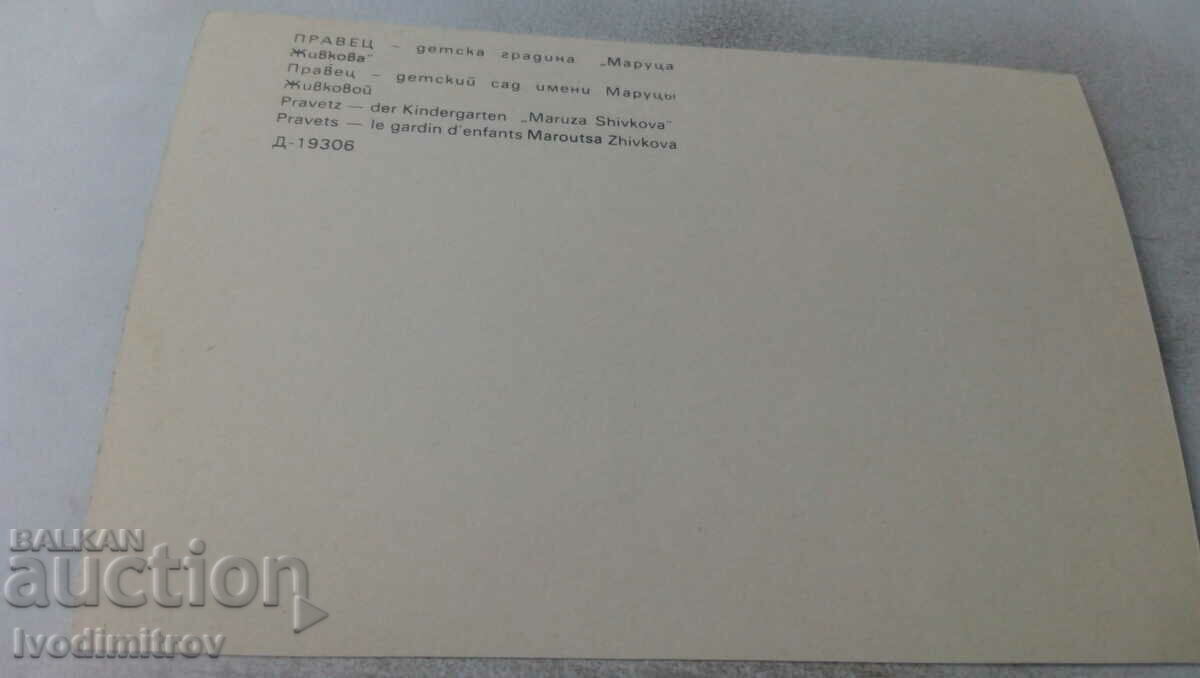 ПРАВЕЦ – детска градина „Маруца
Живкова"
Правец – детский сад имени Маруцы
Живковой
Pravetz — der Kindergarten „Maruza Shivkova"
Pravets — le gardin d'enfants Maroutsa Zhivkova
Д-19306
BALKAN
auction
Ivodimitrov